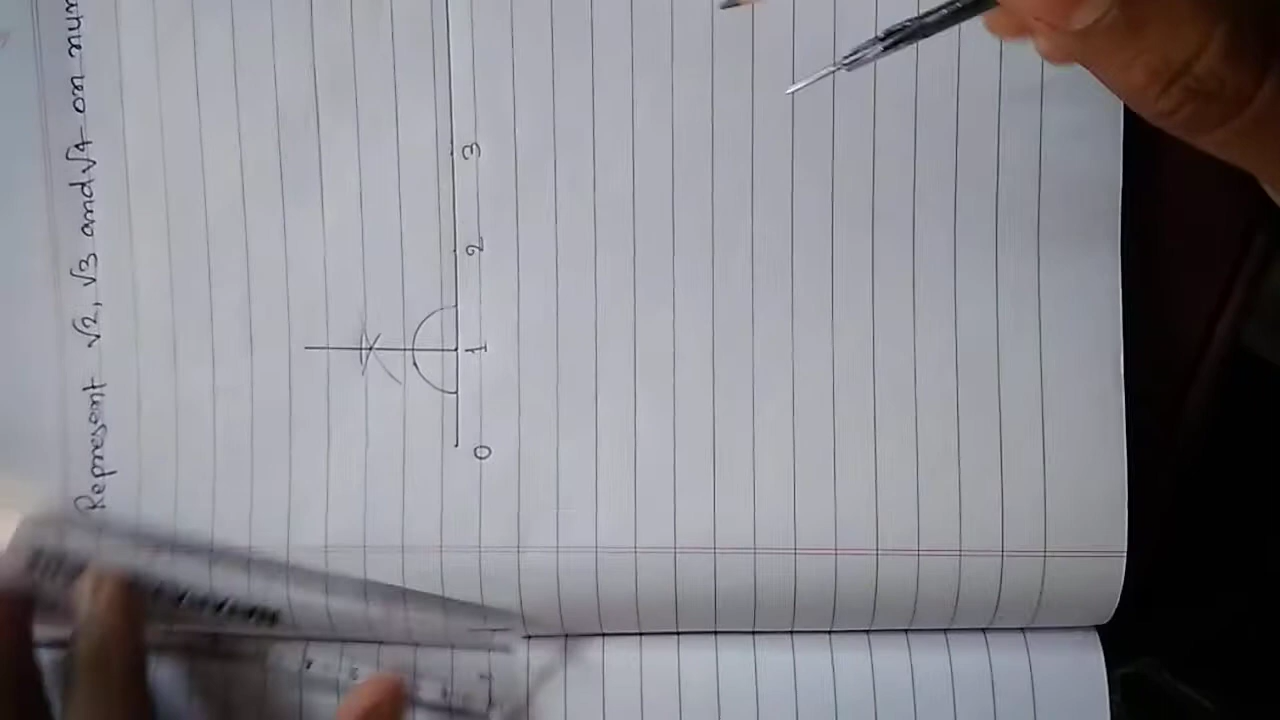 Represent √2, √3 and √4 on num
0 1 2 3